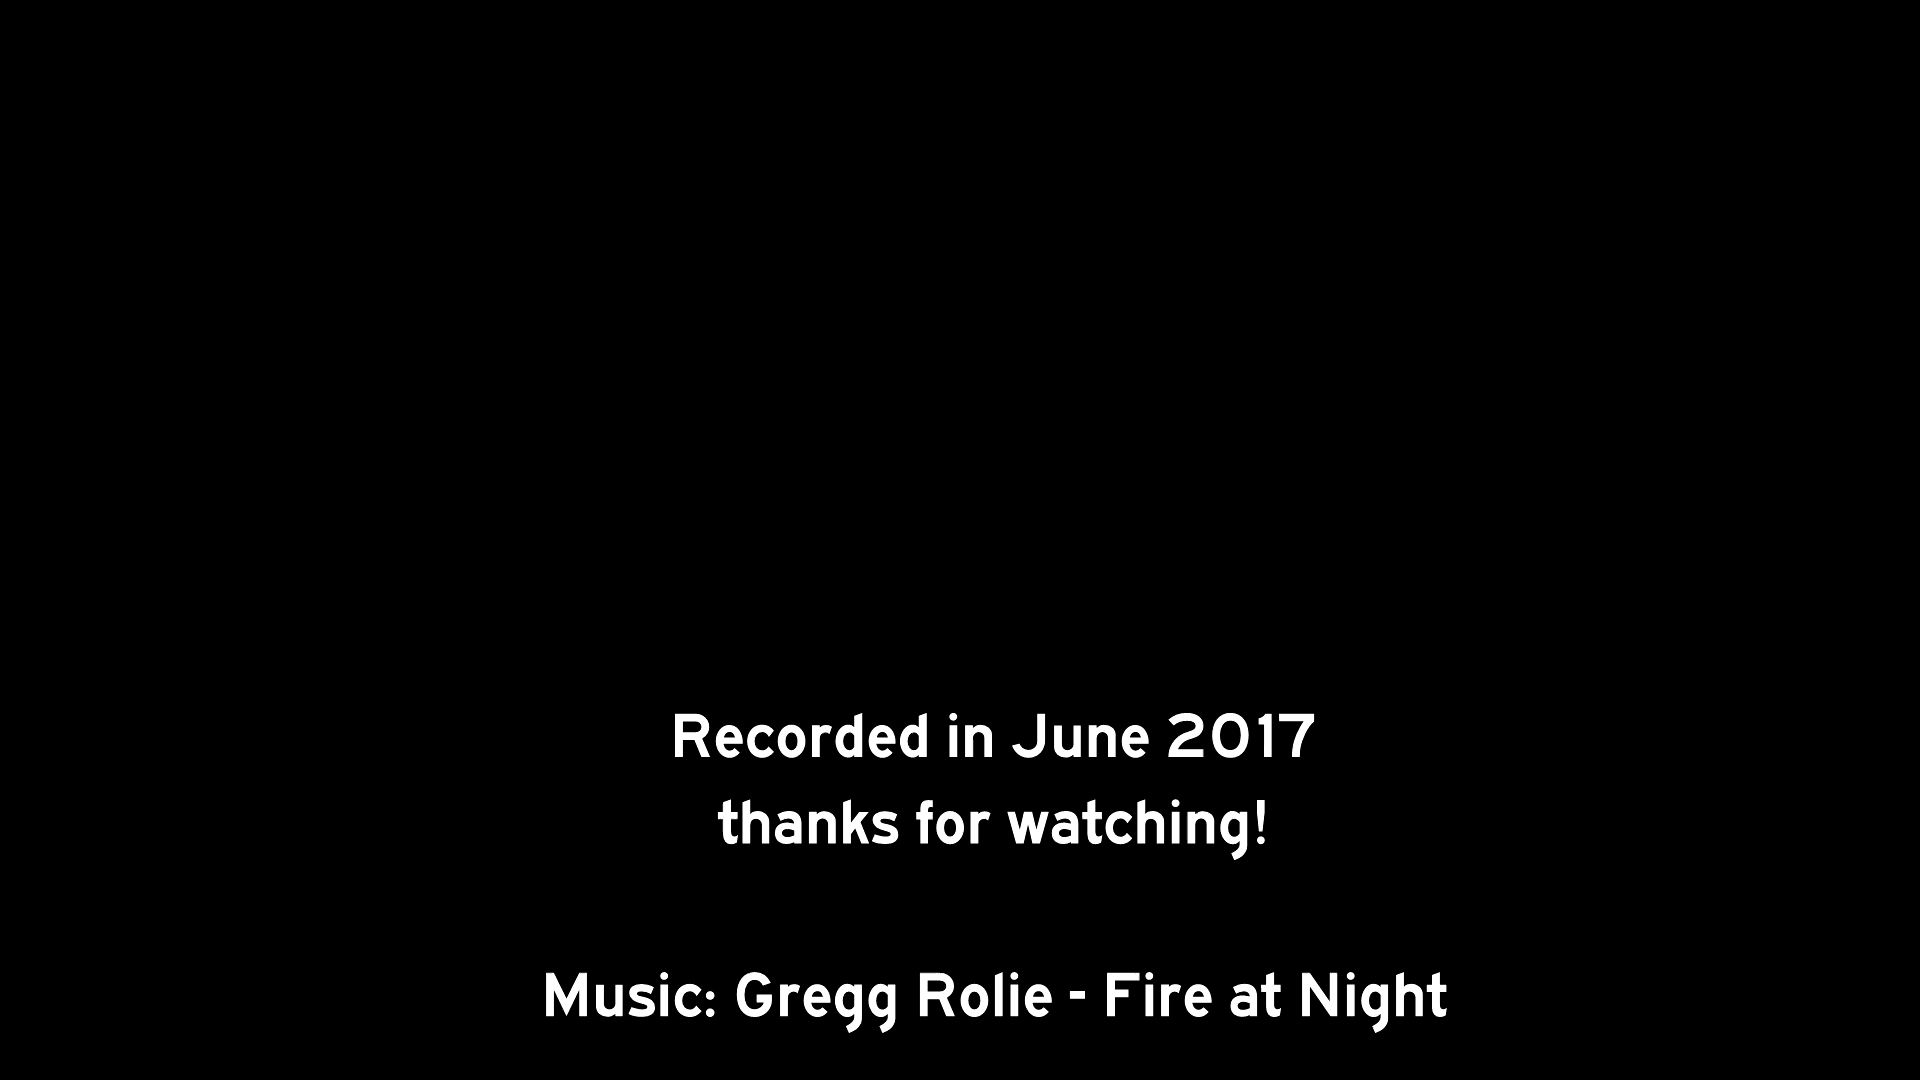 Recorded in June 2017
thanks for watching!
Music: Gregg Rolie - Fire at Night